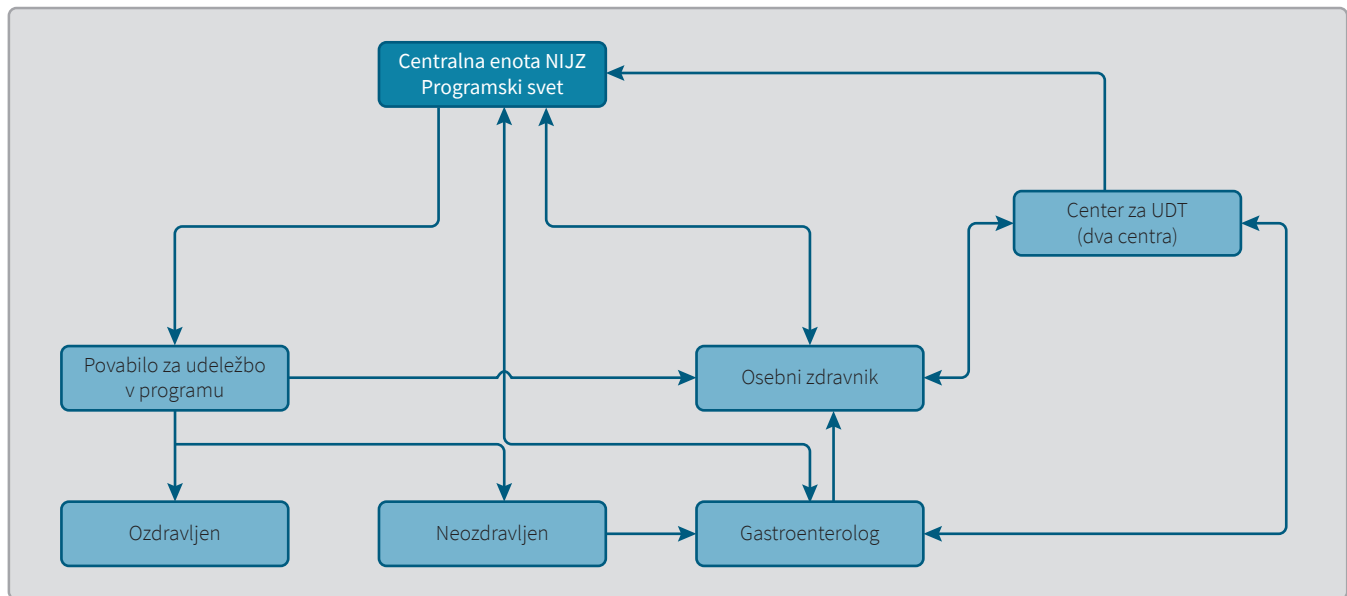 Centralna enota NIJZ
Programski svet
Center za UDT
(dva centra)
Povabilo za udeležbo
v programu
Osebni zdravnik
Ozdravljen
Neozdravljen
Gastroenterolog